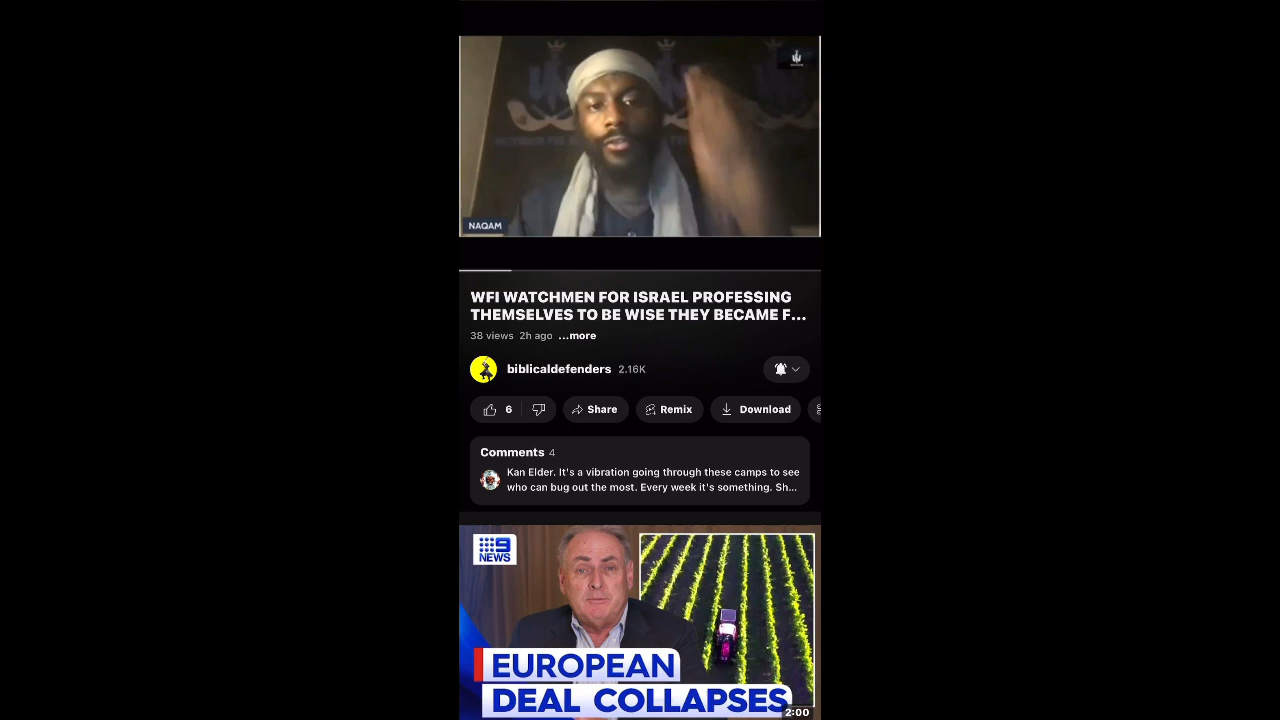 NAQAM
WFI WATCHMEN FOR ISRAEL PROFESSING
THEMSELVES TO BE WISE THEY BECAME F...
38 views 2h ago ...more
biblicaldefenders 2.16K
6
Share
Remix
Download
Comments 4
Kan Elder. It's a vibration going through these camps to see
who can bug out the most. Every week it's something. Sh...
9
NEWS
EUROPEAN
DEAL COLLAPSES
2:00